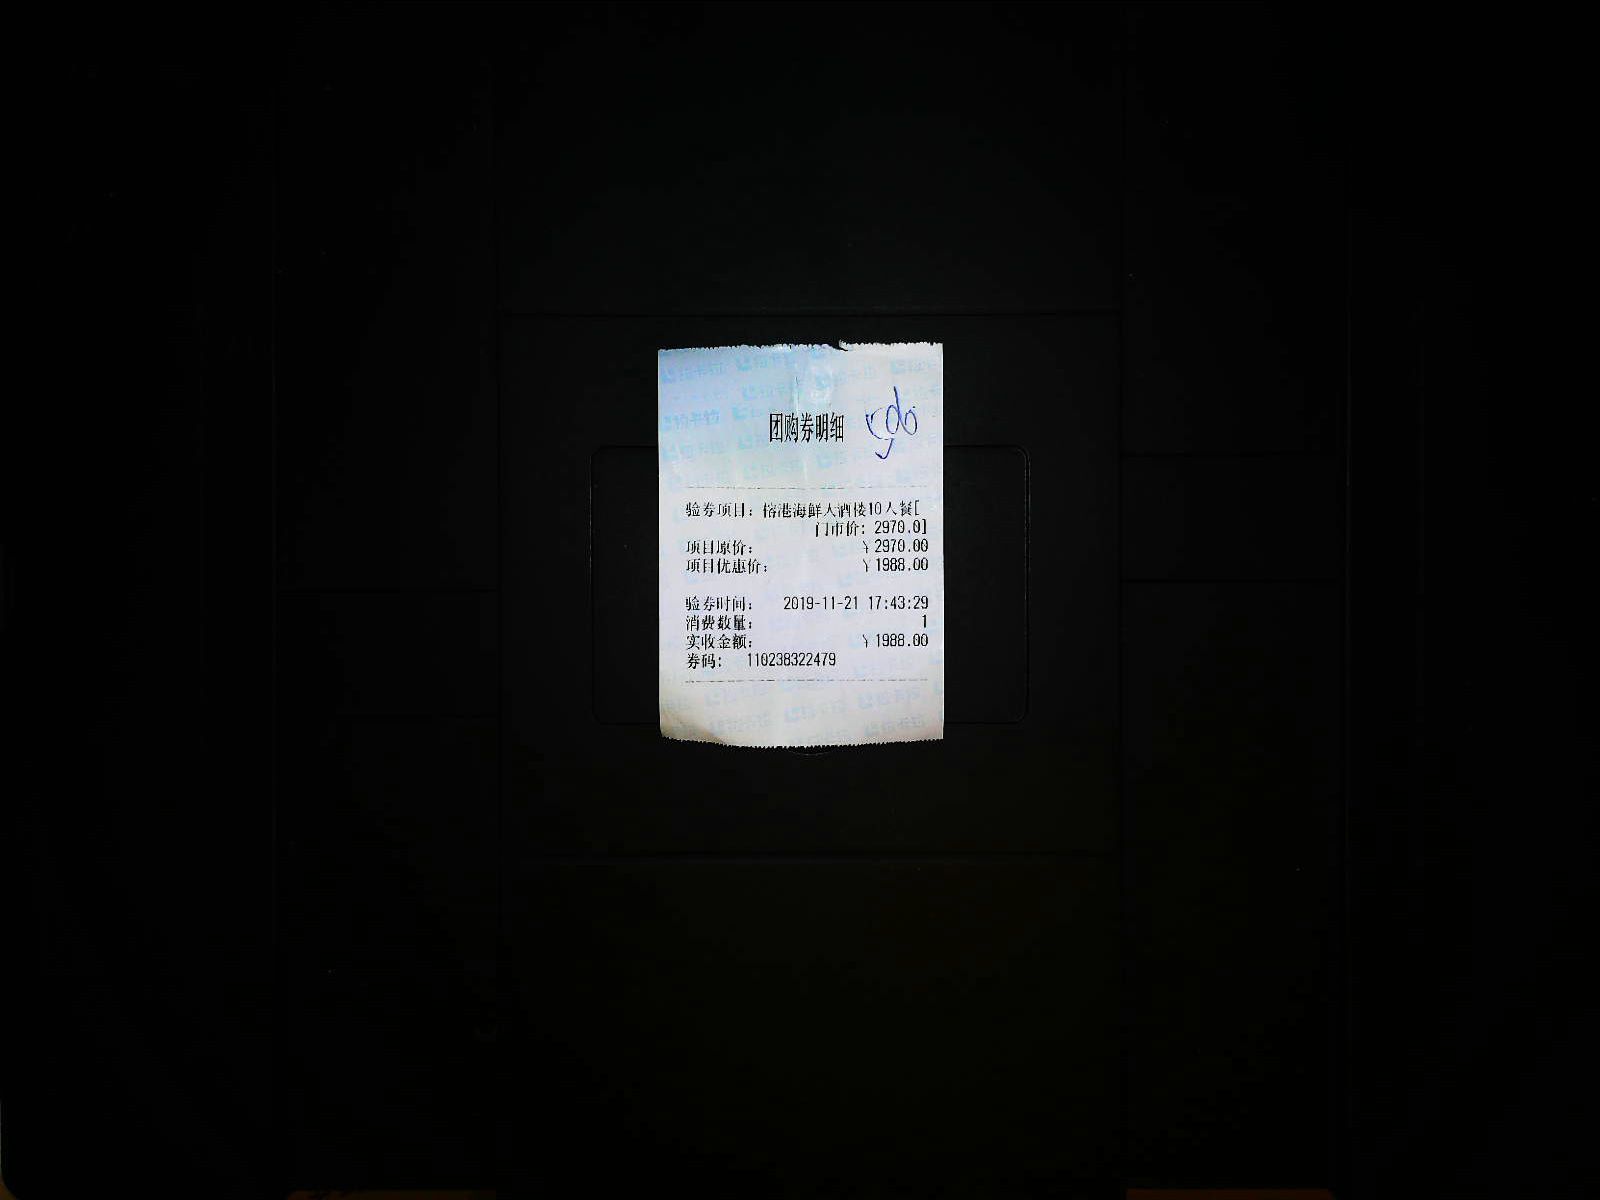 团购券明细
验券项目: 榕港海鲜大酒楼10人餐[
门市价: 2970.0]
项目原价: ¥2970.00
项目优惠价: ¥1988.00
验券时间: 2019-11-21 17:43:29
消费数量: 1
实收金额: ¥1988.00
券码: 110238322479